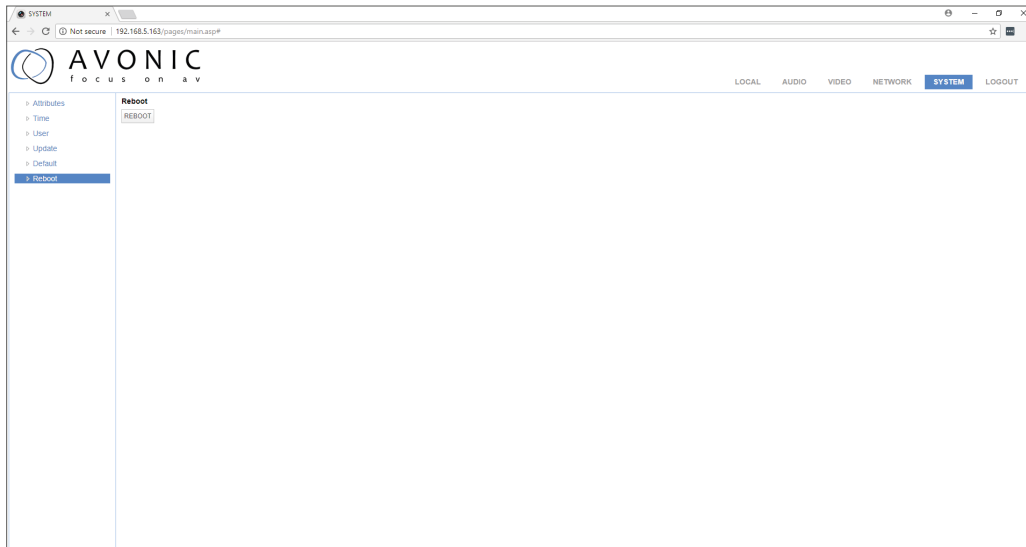 SYSTEM
Not secure | 192.168.5.163/pages/main.asp#
AVONIC
focus on av
LOCAL AUDIO VIDEO NETWORK SYSTEM LOGOUT
Attributes
Time
User
Update
Default
Reboot
Reboot
REBOOT